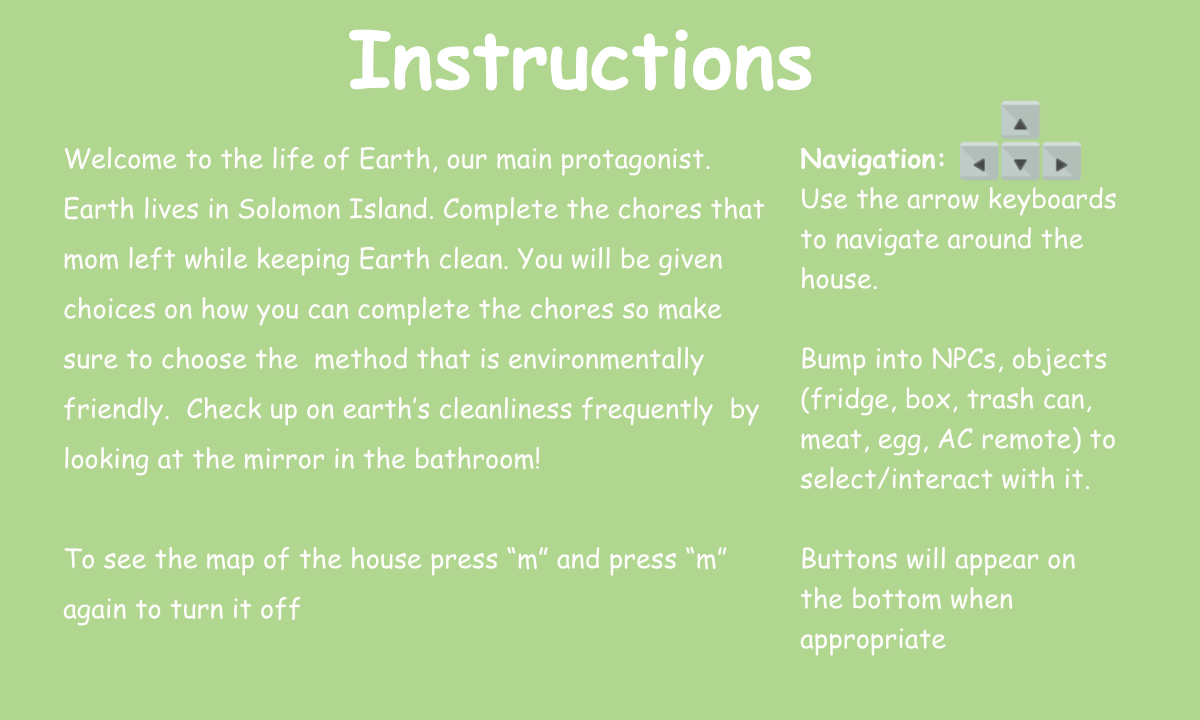 Instructions
Welcome to the life of Earth, our main protagonist.
Earth lives in Solomon Island. Complete the chores that
mom left while keeping Earth clean. You will be given
choices on how you can complete the chores so make
sure to choose the  method that is environmentally
friendly.  Check up on earth’s cleanliness frequently  by
looking at the mirror in the bathroom!
To see the map of the house press “m” and press “m”
again to turn it off
Navigation:
Use the arrow keyboards
to navigate around the
house.
Bump into NPCs, objects
(fridge, box, trash can,
meat, egg, AC remote) to
select/interact with it.
Buttons will appear on
the bottom when
appropriate